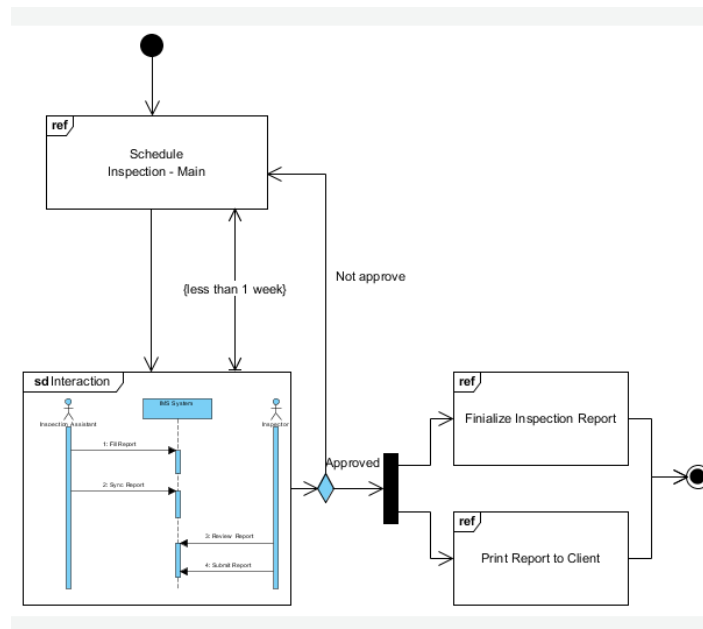 ref
Schedule
Inspection - Main
Not approve
{less than 1 week}
sd Interaction
Inspection Assistant
IMS System
Inspector
1: Fill Report
2: Sync Report
3: Review Report
4: Submit Report
Approved
ref
Finialize Inspection Report
ref
Print Report to Client